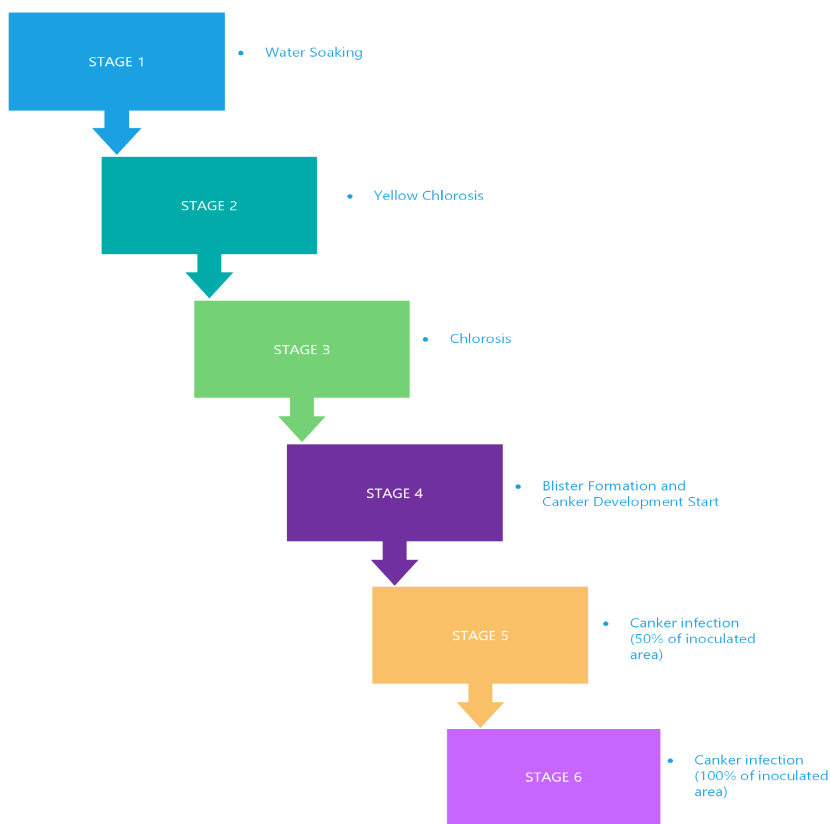 STAGE 1
• Water Soaking
STAGE 2
• Yellow Chlorosis
STAGE 3
• Chlorosis
STAGE 4
• Blister Formation and
Canker Development Start
STAGE 5
• Canker infection
(50% of inoculated
area)
STAGE 6
• Canker infection
(100% of inoculated
area)